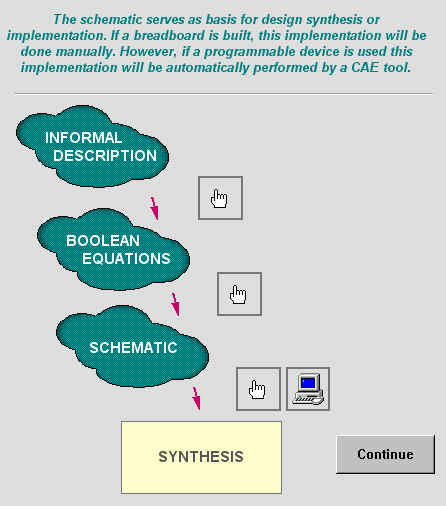 The schematic serves as basis for design synthesis or
implementation. If a breadboard is built, this implementation will be
done manually. However, if a programmable device is used this
implementation will be automatically performed by a CAE tool.
INFORMAL
DESCRIPTION
BOOLEAN
EQUATIONS
SCHEMATIC
SYNTHESIS
Continue